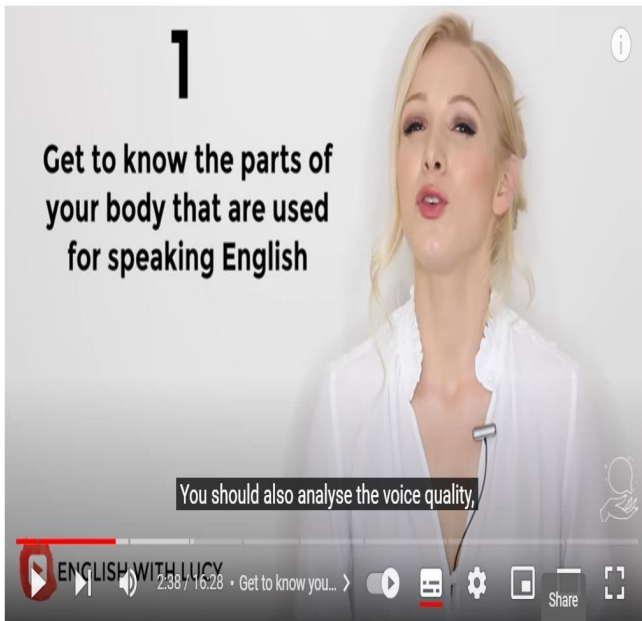 1
Get to know the parts of
your body that are used
for speaking English
You should also analyse the voice quality,
ENGLISH WITH LUCY
2:38 / 16:28 • Get to know you... >
Share